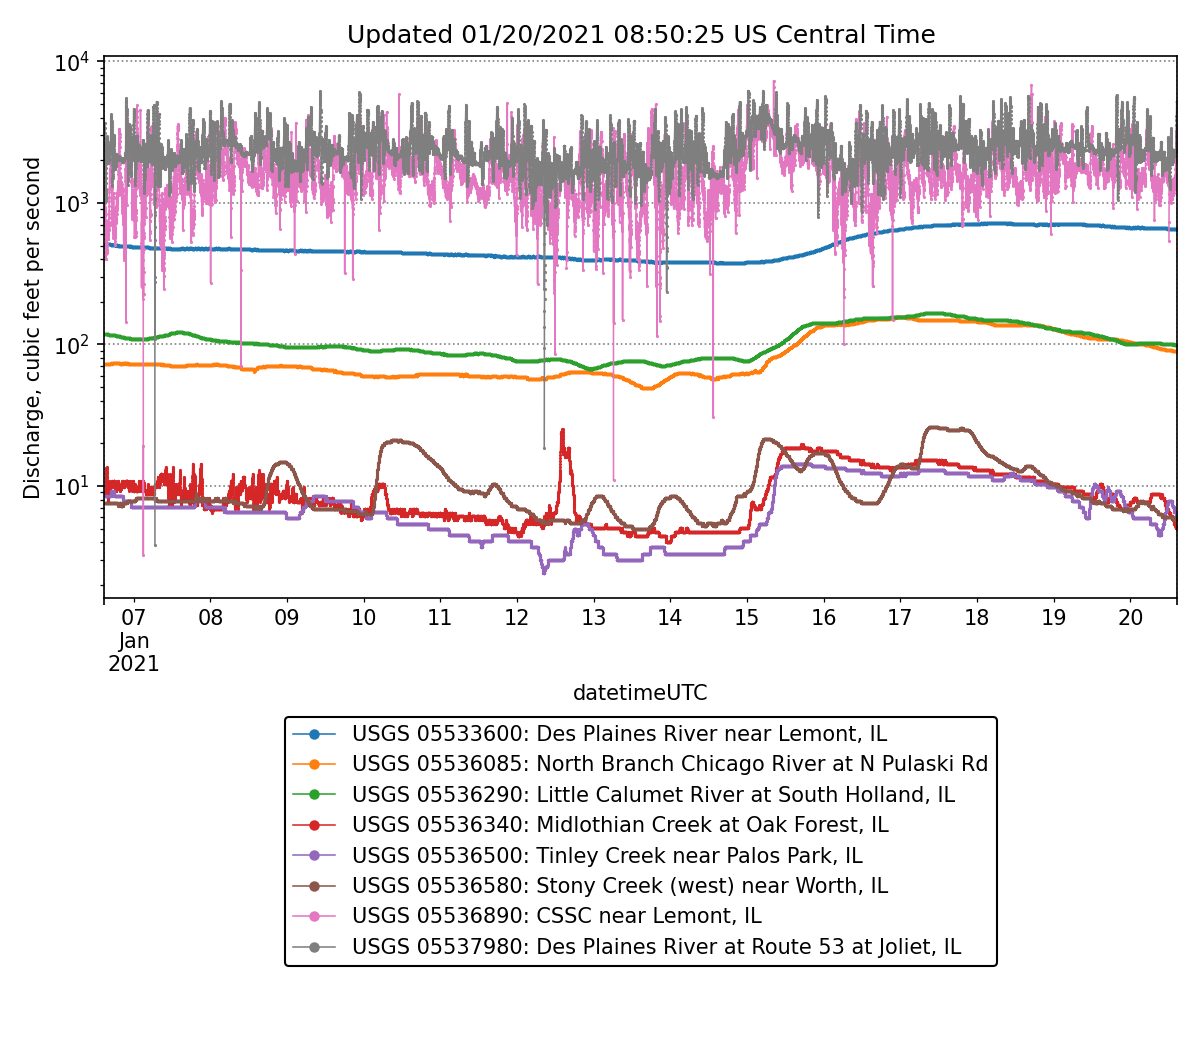 Updated 01/20/2021 08:50:25 US Central Time
Discharge, cubic feet per second
10^4
10^3
10^2
10^1
07 08 09 10 11 12 13 14 15 16 17 18 19 20
Jan
2021
datetimeUTC
USGS 05533600: Des Plaines River near Lemont, IL
USGS 05536085: North Branch Chicago River at N Pulaski Rd
USGS 05536290: Little Calumet River at South Holland, IL
USGS 05536340: Midlothian Creek at Oak Forest, IL
USGS 05536500: Tinley Creek near Palos Park, IL
USGS 05536580: Stony Creek (west) near Worth, IL
USGS 05536890: CSSC near Lemont, IL
USGS 05537980: Des Plaines River at Route 53 at Joliet, IL